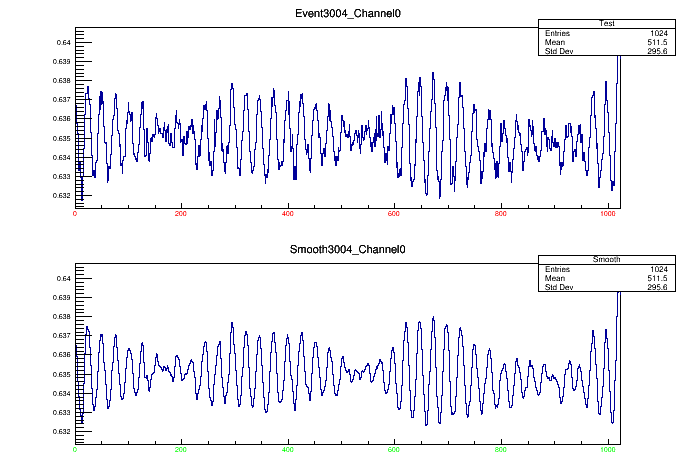 Event3004_Channel0
Test
Entries 1024
Mean 511.5
Std Dev 295.6
0.64
0.639
0.638
0.637
0.636
0.635
0.634
0.633
0.632
0 200 400 600 800 1000
Smooth3004_Channel0
Smooth
Entries 1024
Mean 511.5
Std Dev 295.6
0.64
0.639
0.638
0.637
0.636
0.635
0.634
0.633
0.632
0 200 400 600 800 1000